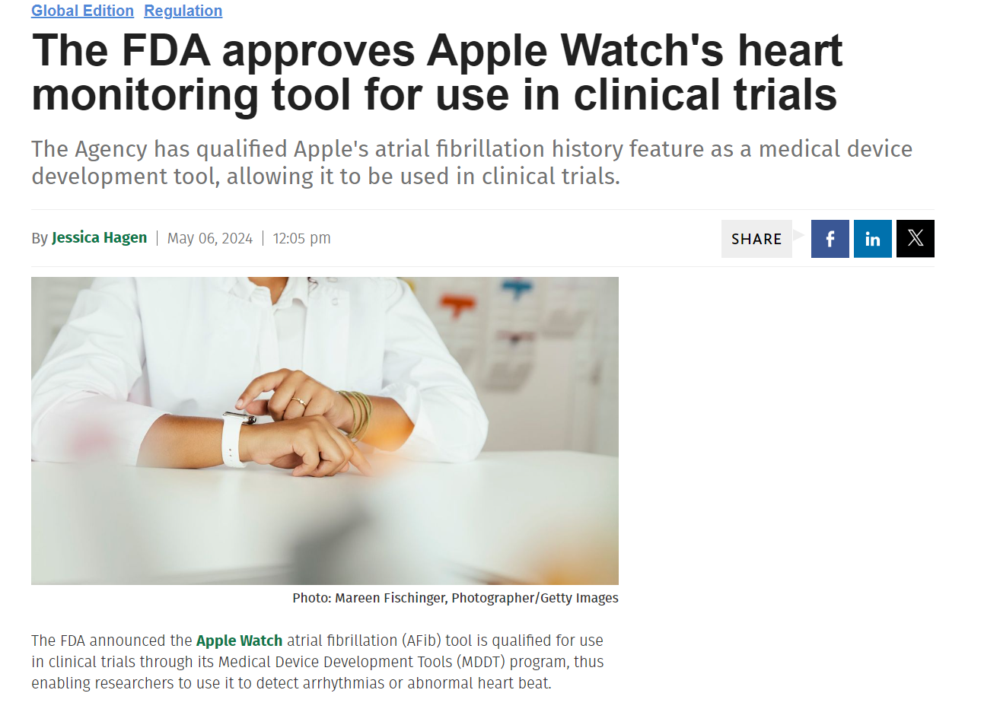 Global Edition Regulation
The FDA approves Apple Watch's heart
monitoring tool for use in clinical trials
The Agency has qualified Apple's atrial fibrillation history feature as a medical device
development tool, allowing it to be used in clinical trials.
By Jessica Hagen | May 06, 2024 | 12:05 pm
SHARE f in X
Photo: Mareen Fischinger, Photographer/Getty Images
The FDA announced the Apple Watch atrial fibrillation (AFib) tool is qualified for use
in clinical trials through its Medical Device Development Tools (MDDT) program, thus
enabling researchers to use it to detect arrhythmias or abnormal heart beat.